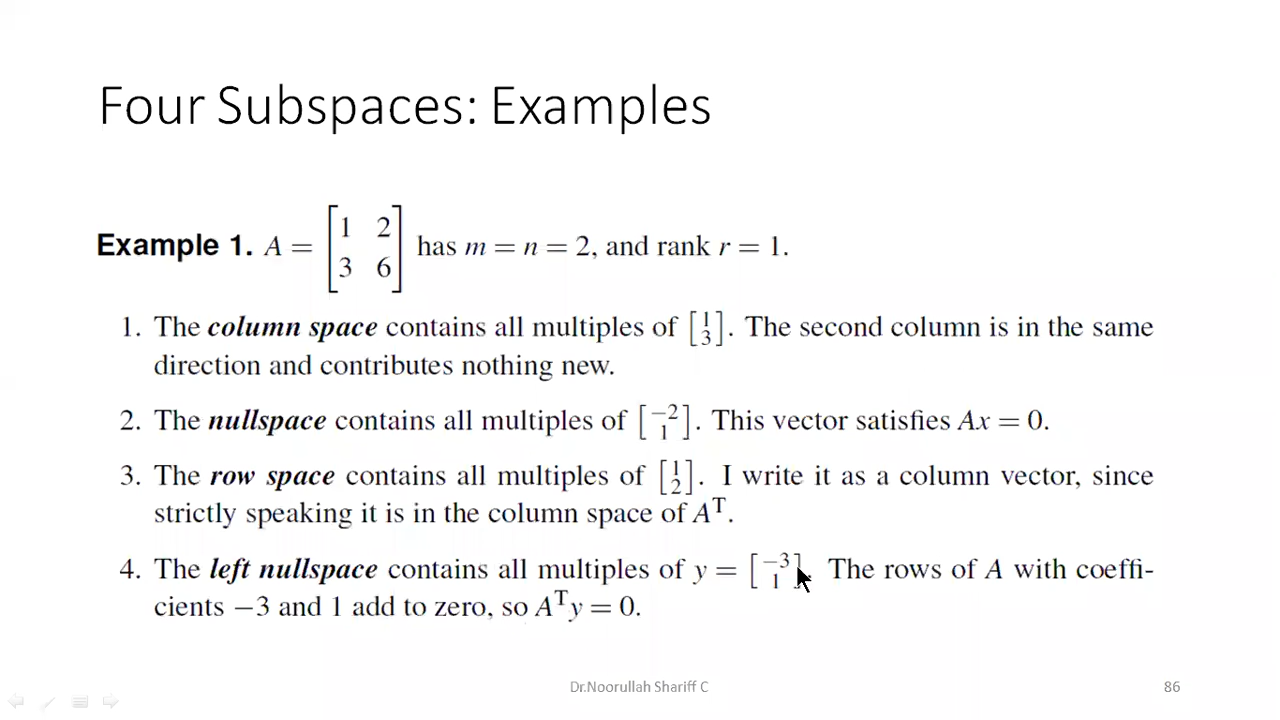 Four Subspaces: Examples
Example 1. A = [1 2; 3 6] has m = n = 2, and rank r = 1.
1. The column space contains all multiples of [1; 3]. The second column is in the same
direction and contributes nothing new.
2. The nullspace contains all multiples of [−2; 1]. This vector satisfies Ax = 0.
3. The row space contains all multiples of [1; 2]. I write it as a column vector, since
strictly speaking it is in the column space of Aᵀ.
4. The left nullspace contains all multiples of y = [−3; 1]. The rows of A with coeffi-
cients −3 and 1 add to zero, so Aᵀy = 0.
Dr.Noorullah Shariff C
86